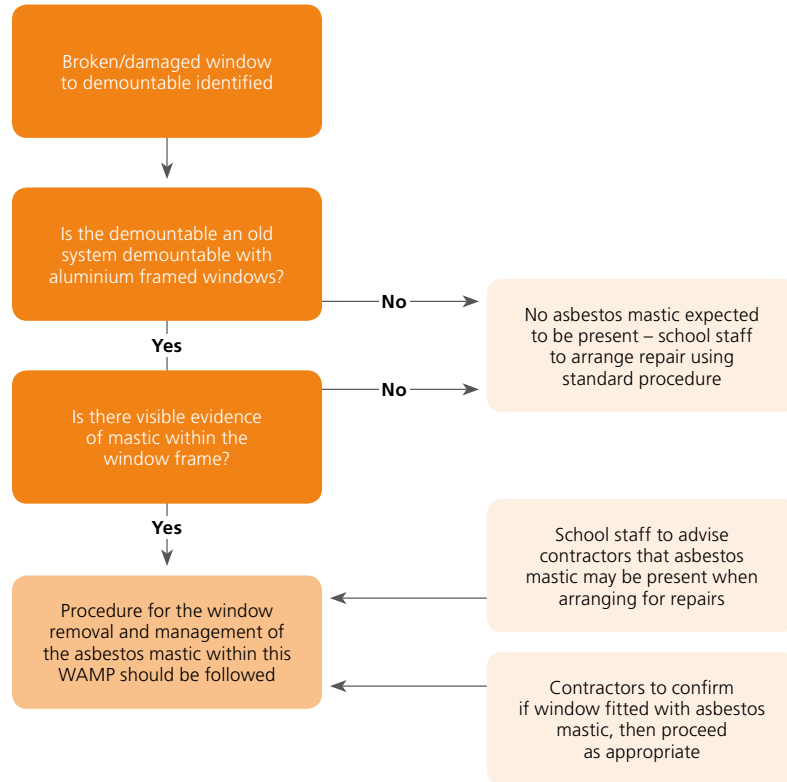 Broken/damaged window
to demountable identified
Is the demountable an old
system demountable with
aluminium framed windows?
No
No asbestos mastic expected
to be present – school staff
to arrange repair using
standard procedure
Yes
Is there visible evidence
of mastic within the
window frame?
No
Yes
School staff to advise
contractors that asbestos
mastic may be present when
arranging for repairs
Procedure for the window
removal and management of
the asbestos mastic within this
WAMP should be followed
Contractors to confirm
if window fitted with asbestos
mastic, then proceed
as appropriate